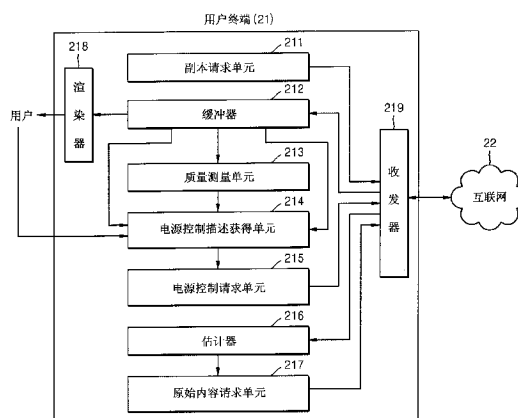 用户终端(21)
218
渲染器
用户
211
副本请求单元
212
缓冲器
213
质量测量单元
214
电源控制描述获得单元
215
电源控制请求单元
216
估计器
217
原始内容请求单元
219
收发器
22
互联网